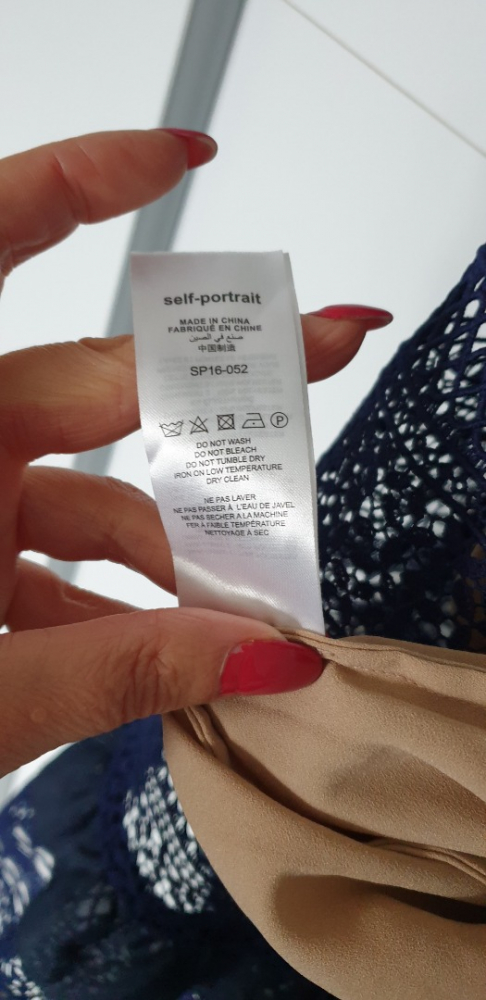 self-portrait
MADE IN CHINA
FABRIQUÉ EN CHINE
صنع في الصين
中国制造
SP16-052
P
DO NOT WASH
DO NOT BLEACH
DO NOT TUMBLE DRY
IRON ON LOW TEMPERATURE
DRY CLEAN
NE PAS LAVER
NE PAS PASSER À L'EAU DE JAVEL
NE PAS SECHER A LA MACHINE
FER À FAIBLE TEMPÉRATURE
NETTOYAGE À SEC